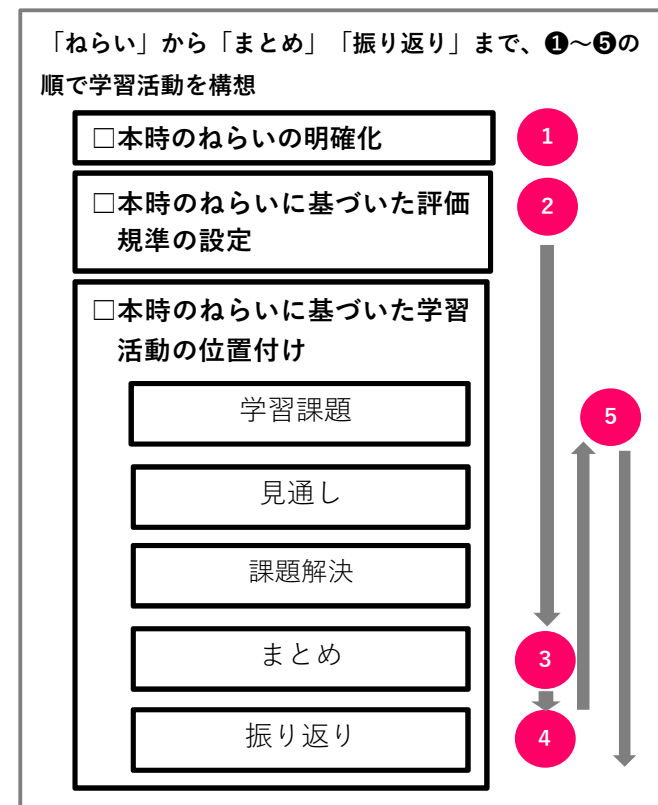 「ねらい」から「まとめ」「振り返り」まで、❶～❺の
順で学習活動を構想
□本時のねらいの明確化
1
□本時のねらいに基づいた評価
規準の設定
2
□本時のねらいに基づいた学習
活動の位置付け
学習課題
5
見通し
課題解決
まとめ
3
振り返り
4